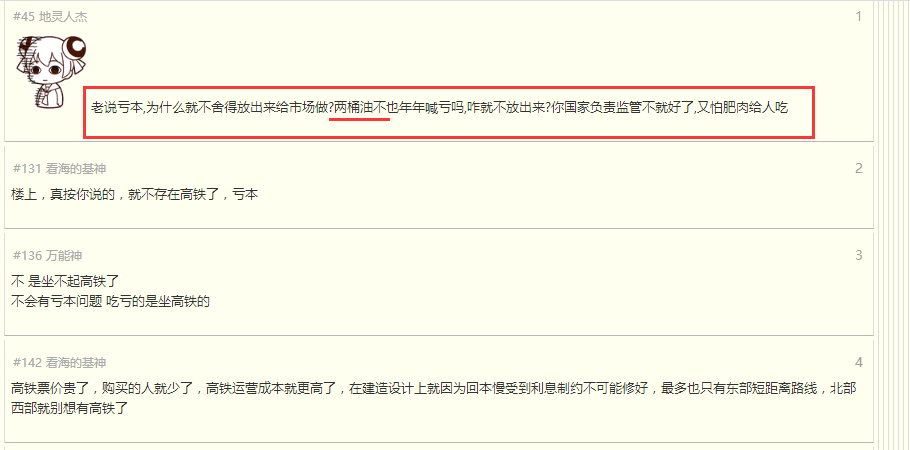 #45 地灵人杰
1
老说亏本,为什么就不舍得放出来给市场做?两桶油不也年年喊亏吗,咋就不放出来?你国家负责监管不就好了,又怕肥肉给人吃
#131 看海的基神
2
楼上，真按你说的，就不存在高铁了，亏本
#136 万能神
3
不 是坐不起高铁了
不会有亏本问题 吃亏的是坐高铁的
#142 看海的基神
4
高铁票价贵了，购买的人就少了，高铁运营成本就更高了，在建造设计上就因为回本慢受到利息制约不可能修好，最多也只有东部短距离路线，北部
西部就别想有高铁了